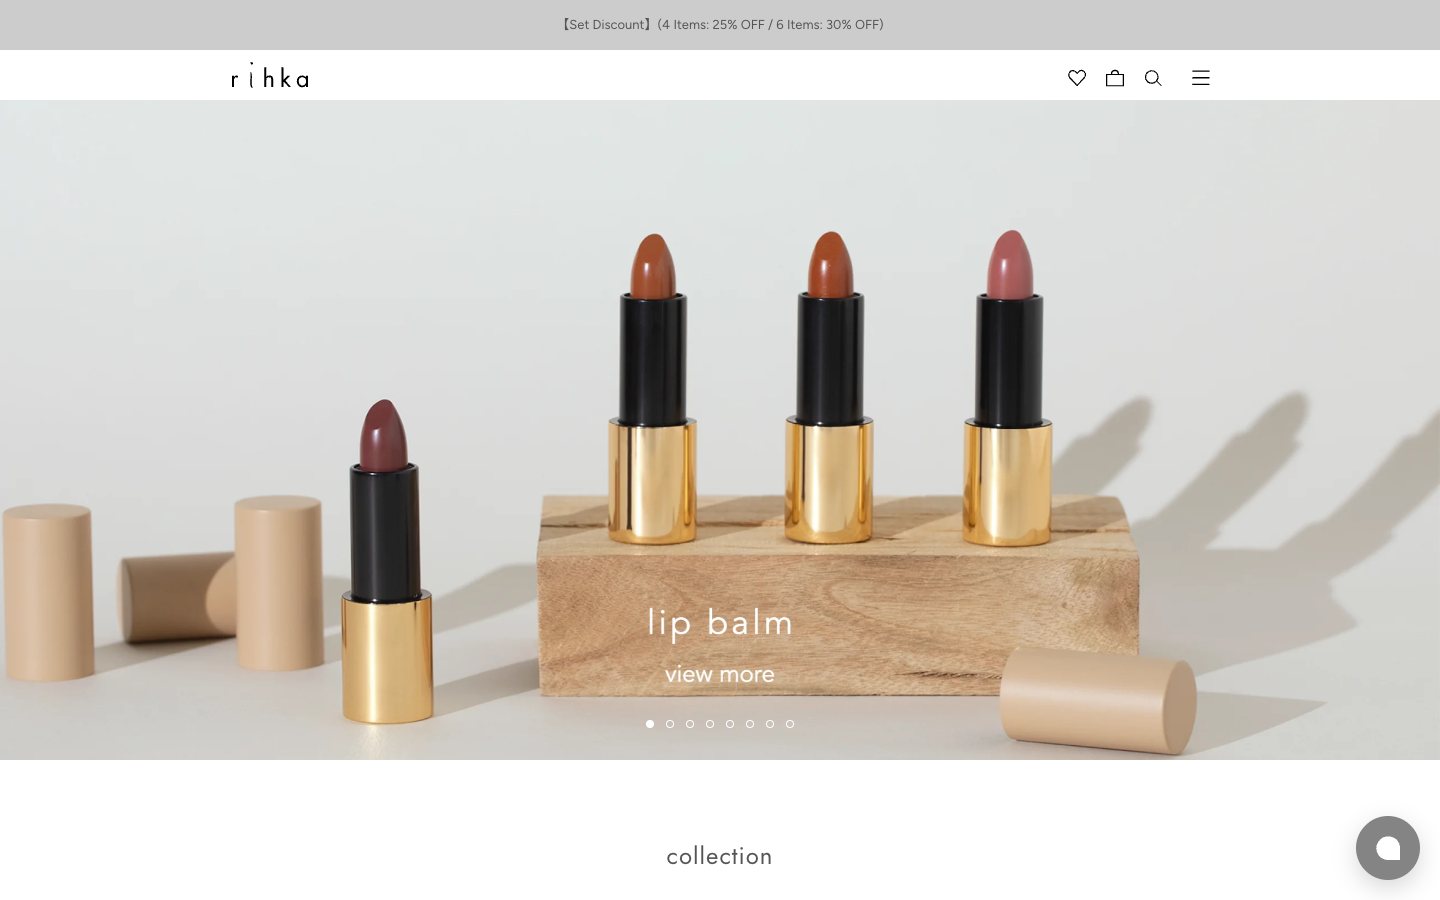 【Set Discount】(4 Items: 25% OFF / 6 Items: 30% OFF)
rihka
lip balm
view more
collection